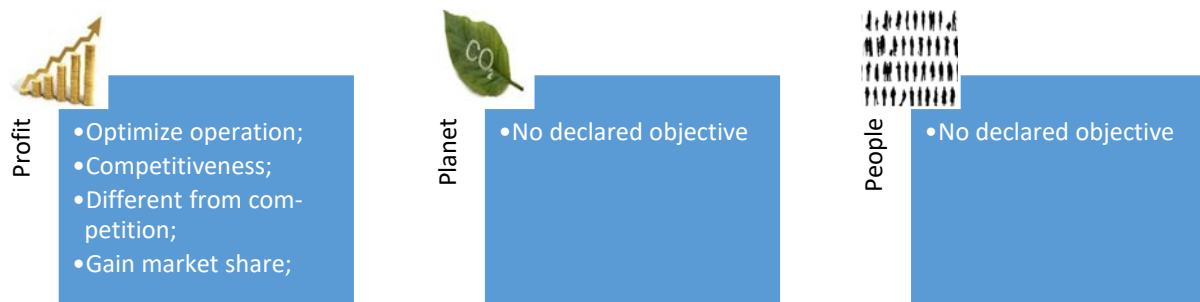 Profit
•Optimize operation;
•Competitiveness;
•Different from com-
petition;
•Gain market share;
CO₂
Planet
•No declared objective
People
•No declared objective